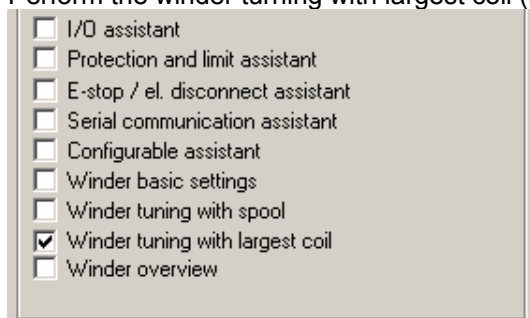 Perform the winder tuning with largest coil (
I/O assistant
Protection and limit assistant
E-stop / el. disconnect assistant
Serial communication assistant
Configurable assistant
Winder basic settings
Winder tuning with spool
Winder tuning with largest coil
Winder overview